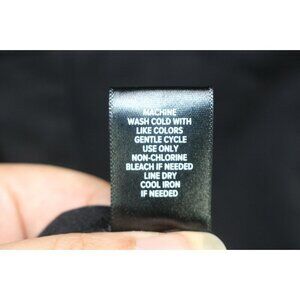 MACHINE
WASH COLD WITH
LIKE COLORS
GENTLE CYCLE
USE ONLY
NON-CHLORINE
BLEACH IF NEEDED
LINE DRY
COOL IRON
IF NEEDED